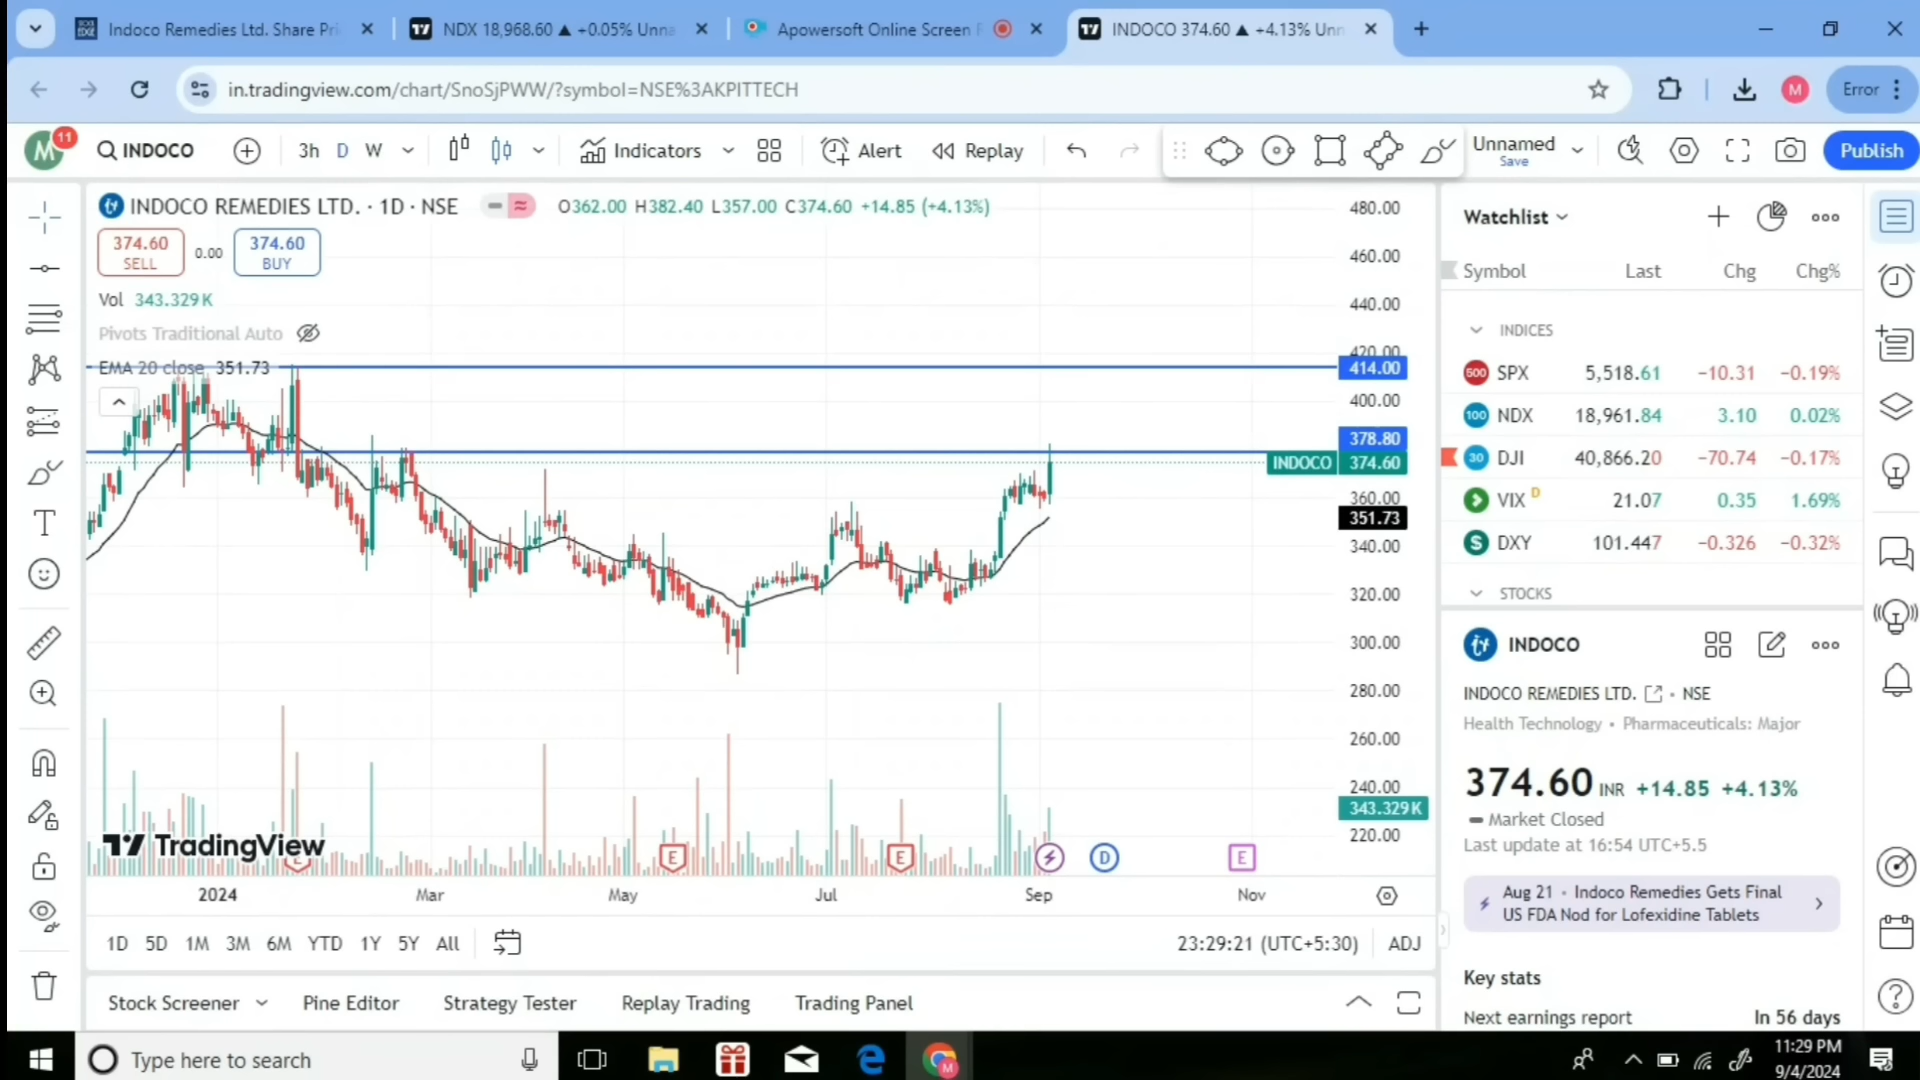 Indoco Remedies Ltd. Share Pri
NDX 18,968.60 ▲ +0.05% Unna
Apowersoft Online Screen R
INDOCO 374.60 ▲ +4.13% Unn
in.tradingview.com/chart/SnoSjPWW/?symbol=NSE%3AKPITTECH
M
Error
M 11
INDOCO
3h D W
Indicators
Alert
Replay
Unnamed
Save
Publish
INDOCO REMEDIES LTD. · 1D · NSE
O362.00 H382.40 L357.00 C374.60 +14.85 (+4.13%)
374.60
SELL
0.00
374.60
BUY
Vol 343.329 K
Pivots Traditional Auto
EMA 20 close 351.73
480.00
460.00
440.00
420.00
414.00
400.00
378.80
INDOCO 374.60
360.00
351.73
340.00
320.00
300.00
280.00
260.00
240.00
343.329 K
220.00
TradingView
E E E D E
2024 Mar May Jul Sep Nov
1D 5D 1M 3M 6M YTD 1Y 5Y All
23:29:21 (UTC+5:30) ADJ
Stock Screener Pine Editor Strategy Tester Replay Trading Trading Panel
Watchlist
Symbol Last Chg Chg%
INDICES
500 SPX 5,518.61 −10.31 −0.19%
100 NDX 18,961.84 3.10 0.02%
30 DJI 40,866.20 −70.74 −0.17%
VIX D 21.07 0.35 1.69%
S DXY 101.447 −0.326 −0.32%
STOCKS
INDOCO
INDOCO REMEDIES LTD. · NSE
Health Technology • Pharmaceuticals: Major
374.60 INR +14.85 +4.13%
Market Closed
Last update at 16:54 UTC+5.5
Aug 21 · Indoco Remedies Gets Final
US FDA Nod for Lofexidine Tablets
Key stats
Next earnings report In 56 days
Type here to search
M
11:29 PM
9/4/2024